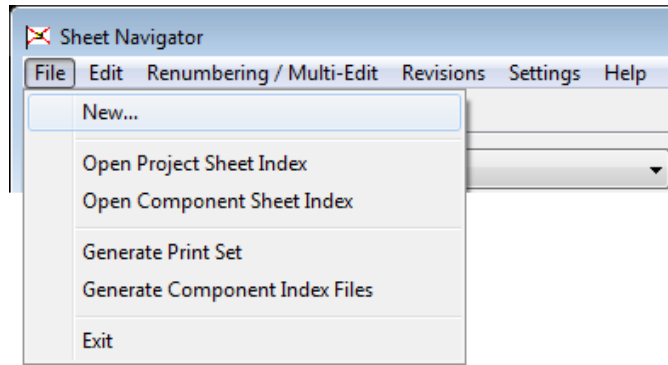 Sheet Navigator
File Edit Renumbering / Multi-Edit Revisions Settings Help
New...
Open Project Sheet Index
Open Component Sheet Index
Generate Print Set
Generate Component Index Files
Exit